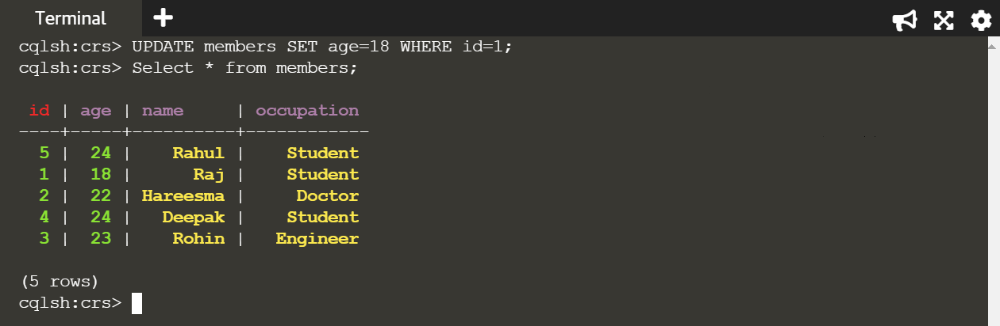 Terminal
cqlsh:crs> UPDATE members SET age=18 WHERE id=1;
cqlsh:crs> Select * from members;
 id | age | name     | occupation
----+-----+----------+------------
  5 |  24 |    Rahul |    Student
  1 |  18 |      Raj |    Student
  2 |  22 | Hareesma |     Doctor
  4 |  24 |   Deepak |    Student
  3 |  23 |    Rohin |   Engineer
(5 rows)
cqlsh:crs>